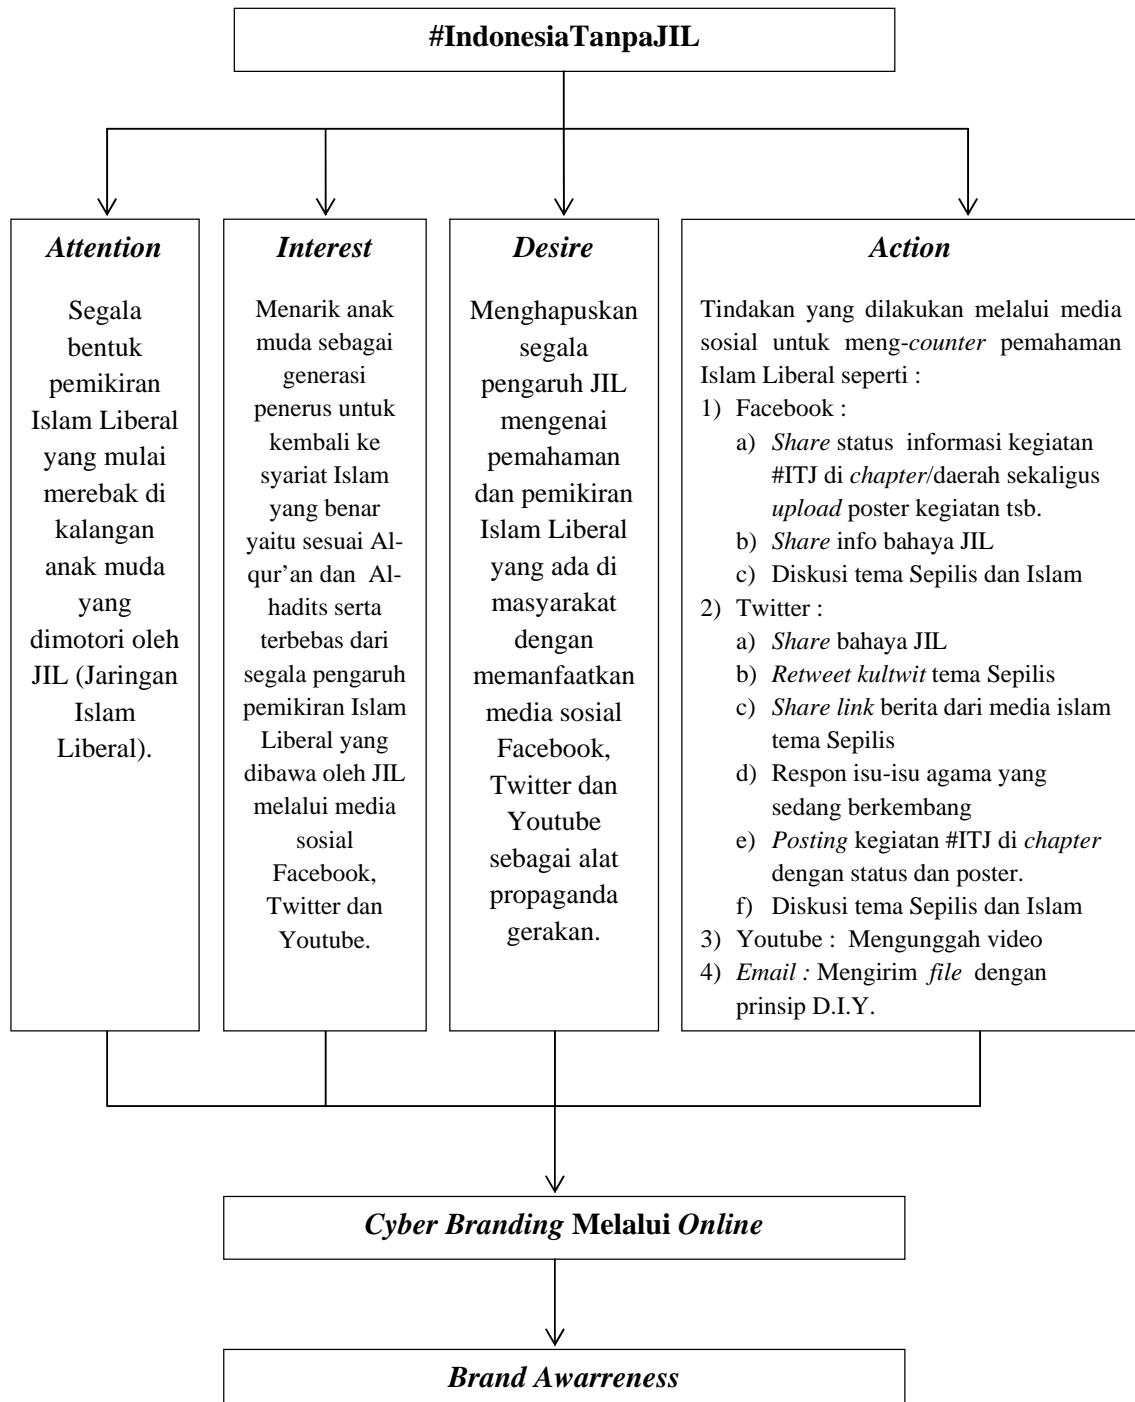 #IndonesiaTanpaJIL
Attention
Segala
bentuk
pemikiran
Islam Liberal
yang mulai
merebak di
kalangan
anak muda
yang
dimotori oleh
JIL (Jaringan
Islam
Liberal).
Interest
Menarik anak
muda sebagai
generasi
penerus untuk
kembali ke
syariat Islam
yang benar
yaitu sesuai Al-
qur'an dan Al-
hadits serta
terbebas dari
segala pengaruh
pemikiran Islam
Liberal yang
dibawa oleh JIL
melalui media
sosial
Facebook,
Twitter dan
Youtube.
Desire
Menghapuskan
segala
pengaruh JIL
mengenai
pemahaman
dan pemikiran
Islam Liberal
yang ada di
masyarakat
dengan
memanfaatkan
media sosial
Facebook,
Twitter dan
Youtube
sebagai alat
propaganda
gerakan.
Action
Tindakan yang dilakukan melalui media
sosial untuk meng-counter pemahaman
Islam Liberal seperti :
1) Facebook :
a) Share status informasi kegiatan
#ITJ di chapter/daerah sekaligus
upload poster kegiatan tsb.
b) Share info bahaya JIL
c) Diskusi tema Sepilis dan Islam
2) Twitter :
a) Share bahaya JIL
b) Retweet kultwit tema Sepilis
c) Share link berita dari media islam
tema Sepilis
d) Respon isu-isu agama yang
sedang berkembang
e) Posting kegiatan #ITJ di chapter
dengan status dan poster.
f) Diskusi tema Sepilis dan Islam
3) Youtube : Mengunggah video
4) Email : Mengirim file dengan
prinsip D.I.Y.
Cyber Branding Melalui Online
Brand Awarreness